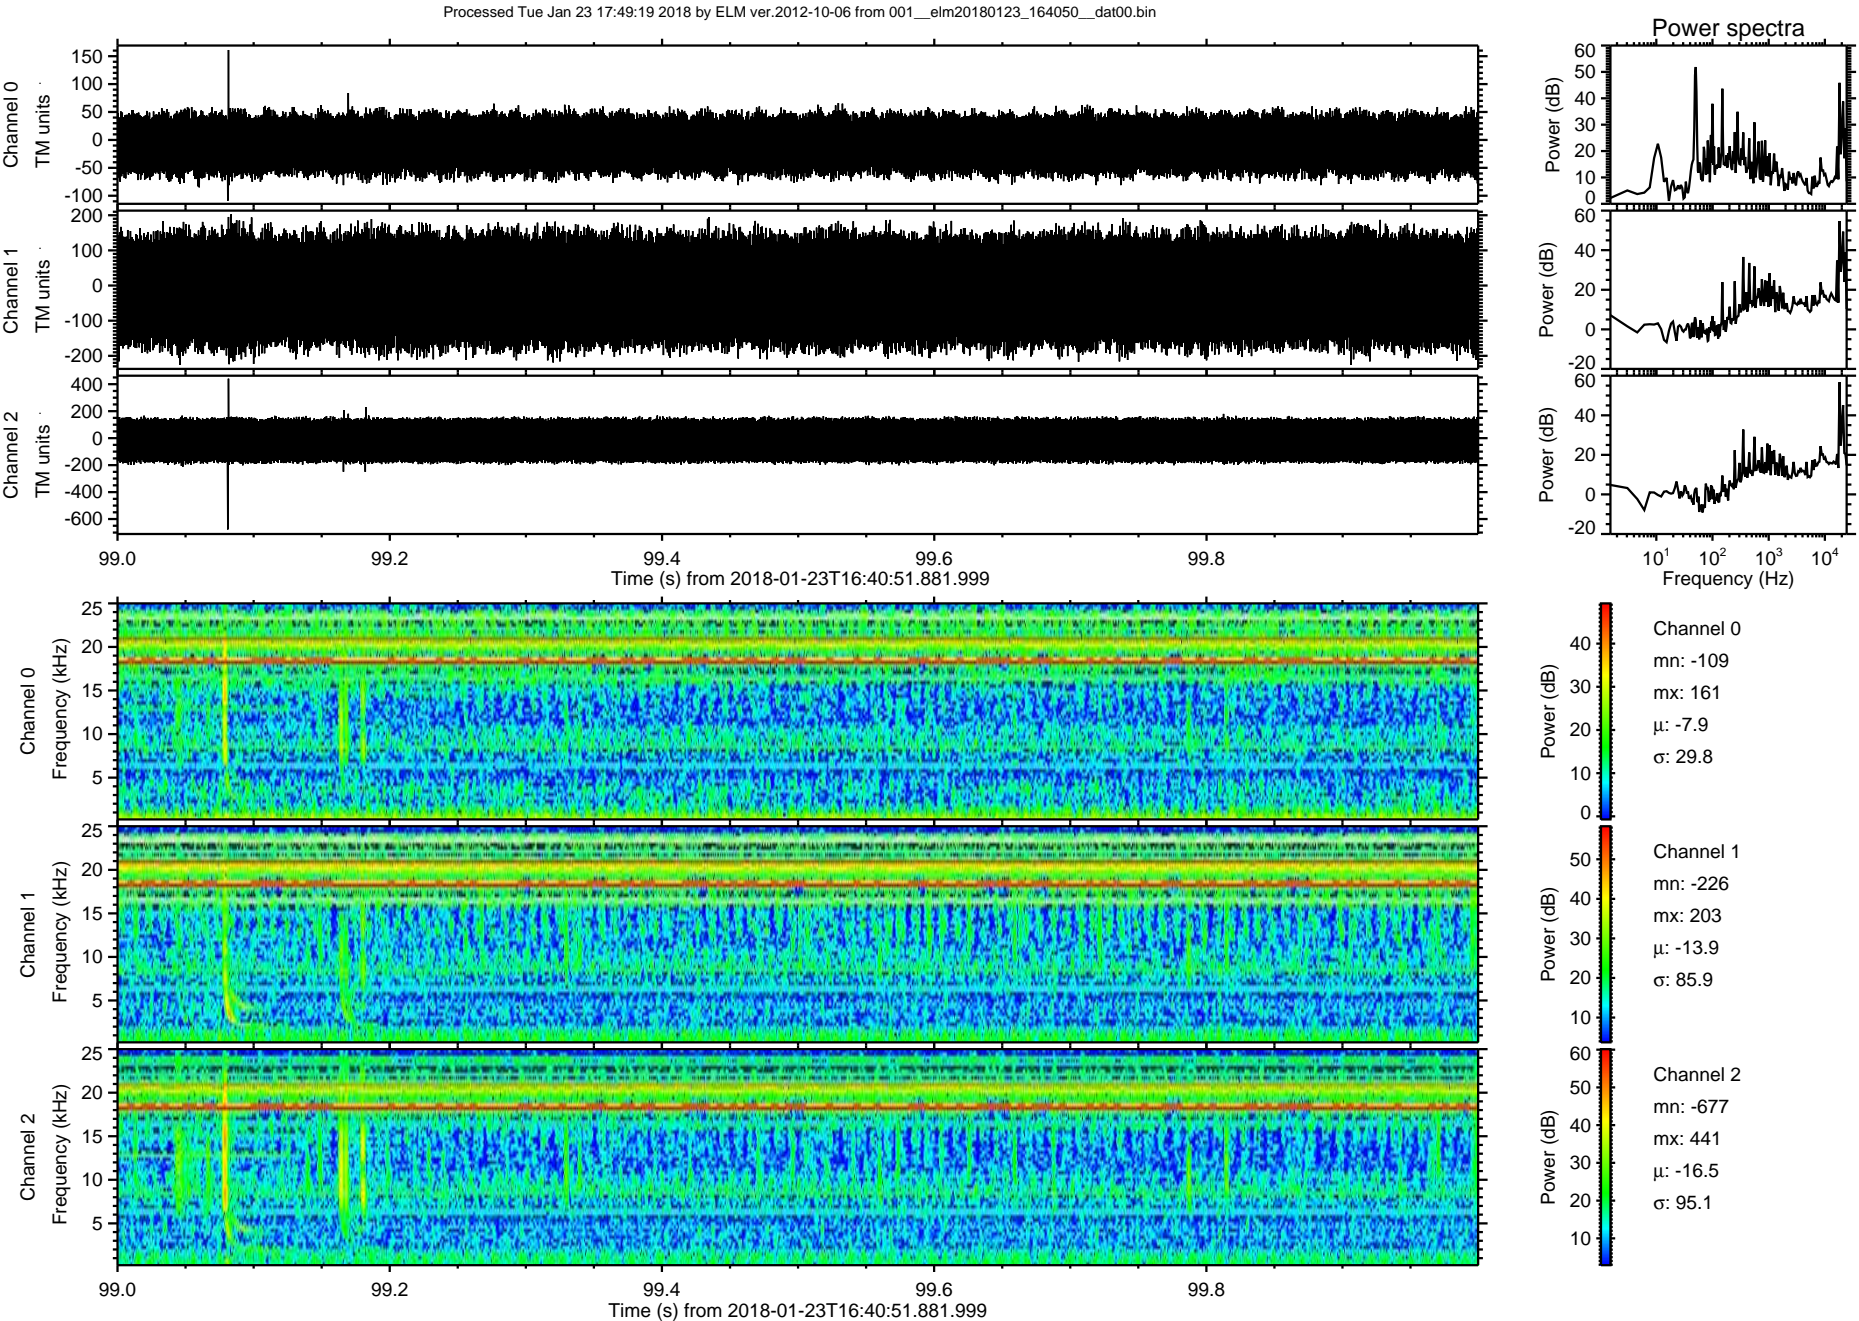 Processed Tue Jan 23 17:49:19 2018 by ELM ver.2012-10-06 from 001__elm20180123_164050__dat00.bin
Power spectra
Channel 0
TM units
150
100
50
0
-50
-100
Power (dB)
60
50
40
30
20
10
0
Channel 1
TM units
200
100
0
-100
-200
Power (dB)
60
40
20
0
-20
Channel 2
TM units
400
200
0
-200
-400
-600
Power (dB)
60
40
20
0
-20
99.0 99.2 99.4 99.6 99.8
Time (s) from 2018-01-23T16:40:51.881.999
10¹ 10² 10³ 10⁴
Frequency (Hz)
Channel 0
Frequency (kHz)
25
20
15
10
5
Power (dB)
40
30
20
10
0
Channel 0
mn: -109
mx: 161
µ: -7.9
σ: 29.8
Channel 1
Frequency (kHz)
25
20
15
10
5
Power (dB)
50
40
30
20
10
Channel 1
mn: -226
mx: 203
µ: -13.9
σ: 85.9
Channel 2
Frequency (kHz)
25
20
15
10
5
Power (dB)
60
50
40
30
20
10
Channel 2
mn: -677
mx: 441
µ: -16.5
σ: 95.1
99.0 99.2 99.4 99.6 99.8
Time (s) from 2018-01-23T16:40:51.881.999